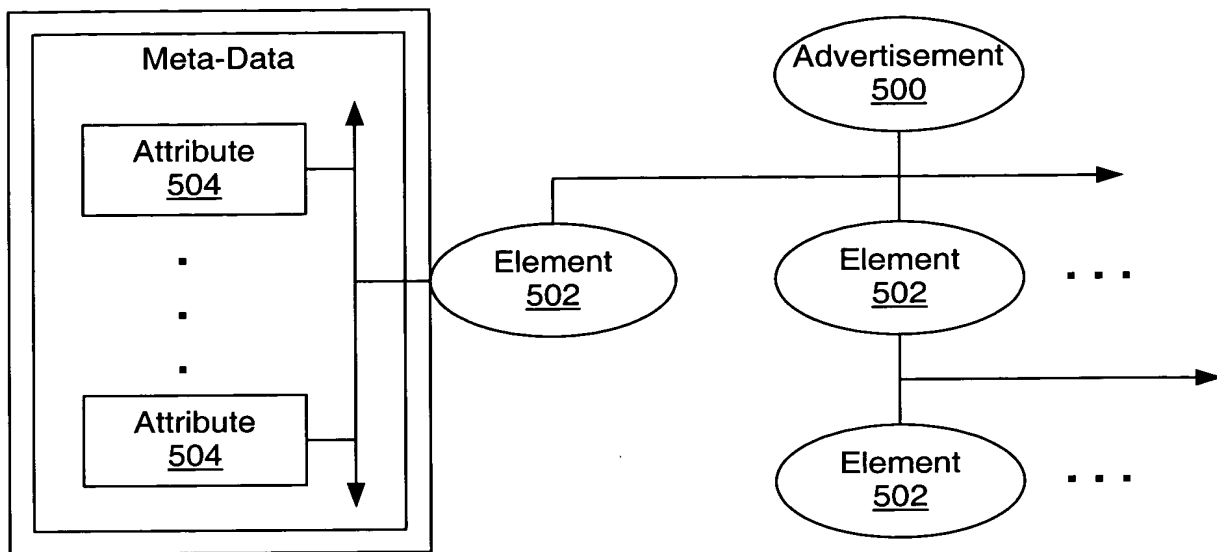 Meta-Data
Attribute
504
Attribute
504
Element
502
Advertisement
500
Element
502
Element
502